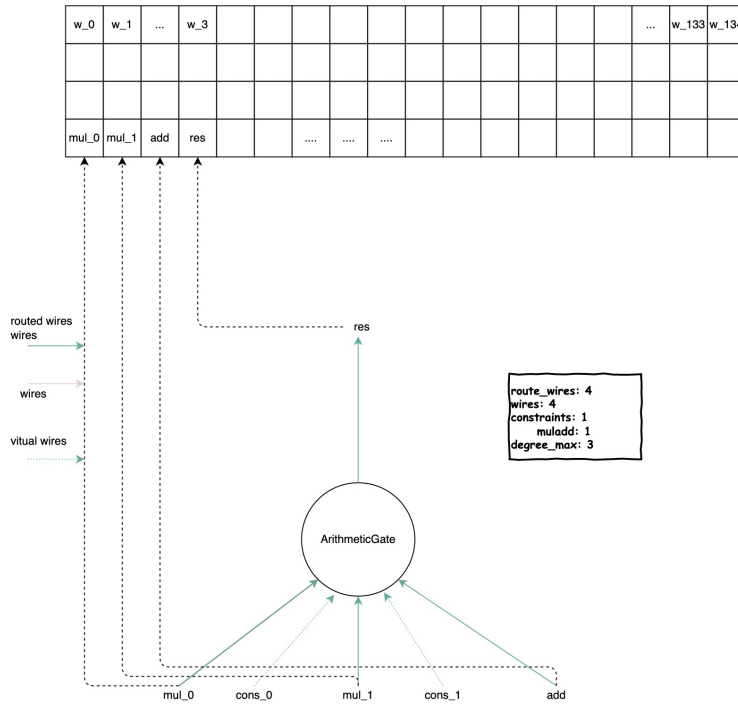 w_0 w_1 ... w_3 ... w_133 w_134
mul_0 mul_1 add res .... .... ....
routed wires
wires
wires
vitual wires
res
route_wires: 4
wires: 4
constraints: 1
muladd: 1
degree_max: 3
ArithmeticGate
mul_0 cons_0 mul_1 cons_1 add